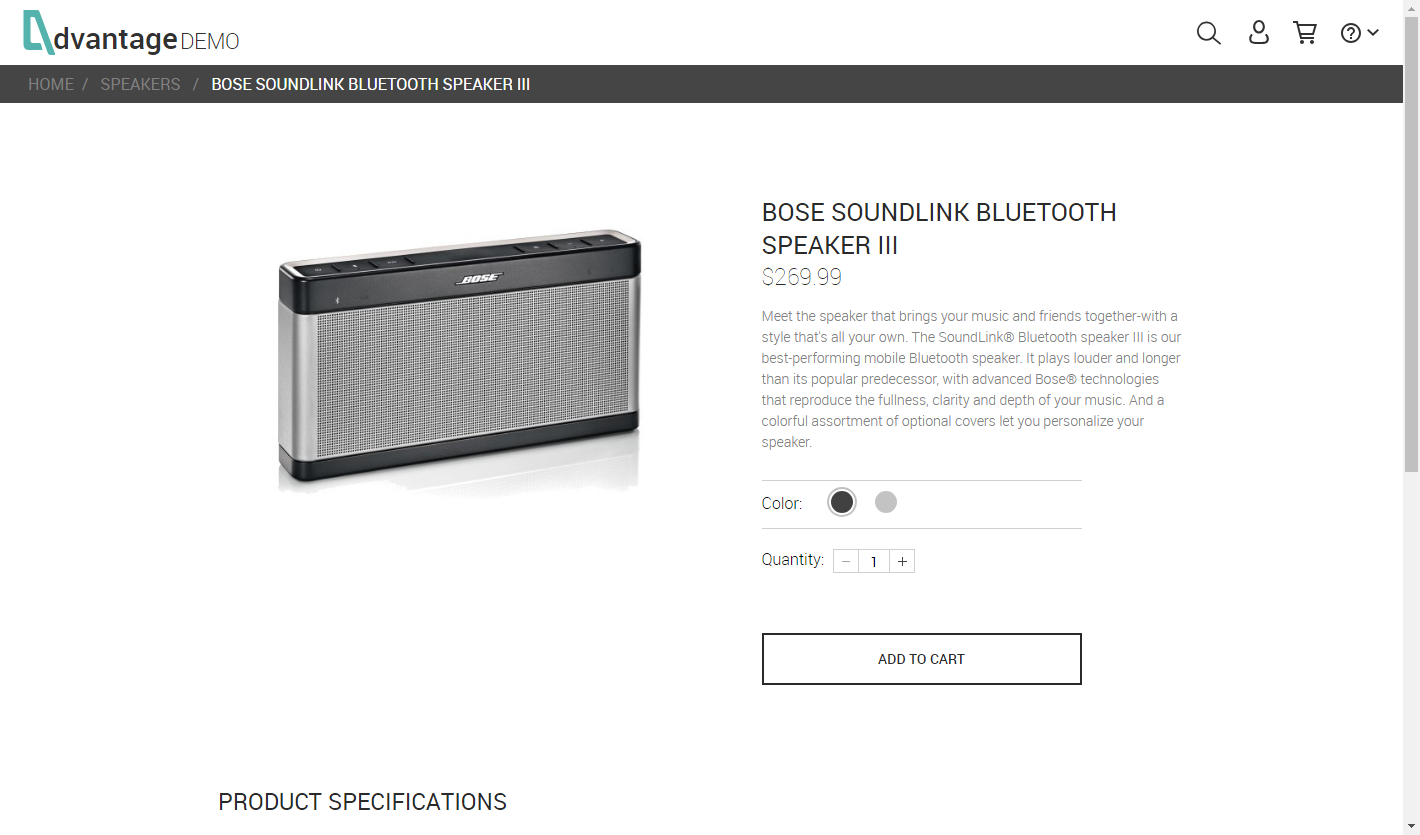 dvantage DEMO
HOME / SPEAKERS / BOSE SOUNDLINK BLUETOOTH SPEAKER III
BOSE
BOSE SOUNDLINK BLUETOOTH
SPEAKER III
$269.99
Meet the speaker that brings your music and friends together-with a
style that's all your own. The SoundLink® Bluetooth speaker III is our
best-performing mobile Bluetooth speaker. It plays louder and longer
than its popular predecessor, with advanced Bose® technologies
that reproduce the fullness, clarity and depth of your music. And a
colorful assortment of optional covers let you personalize your
speaker.
Color:
Quantity: − 1 +
ADD TO CART
PRODUCT SPECIFICATIONS